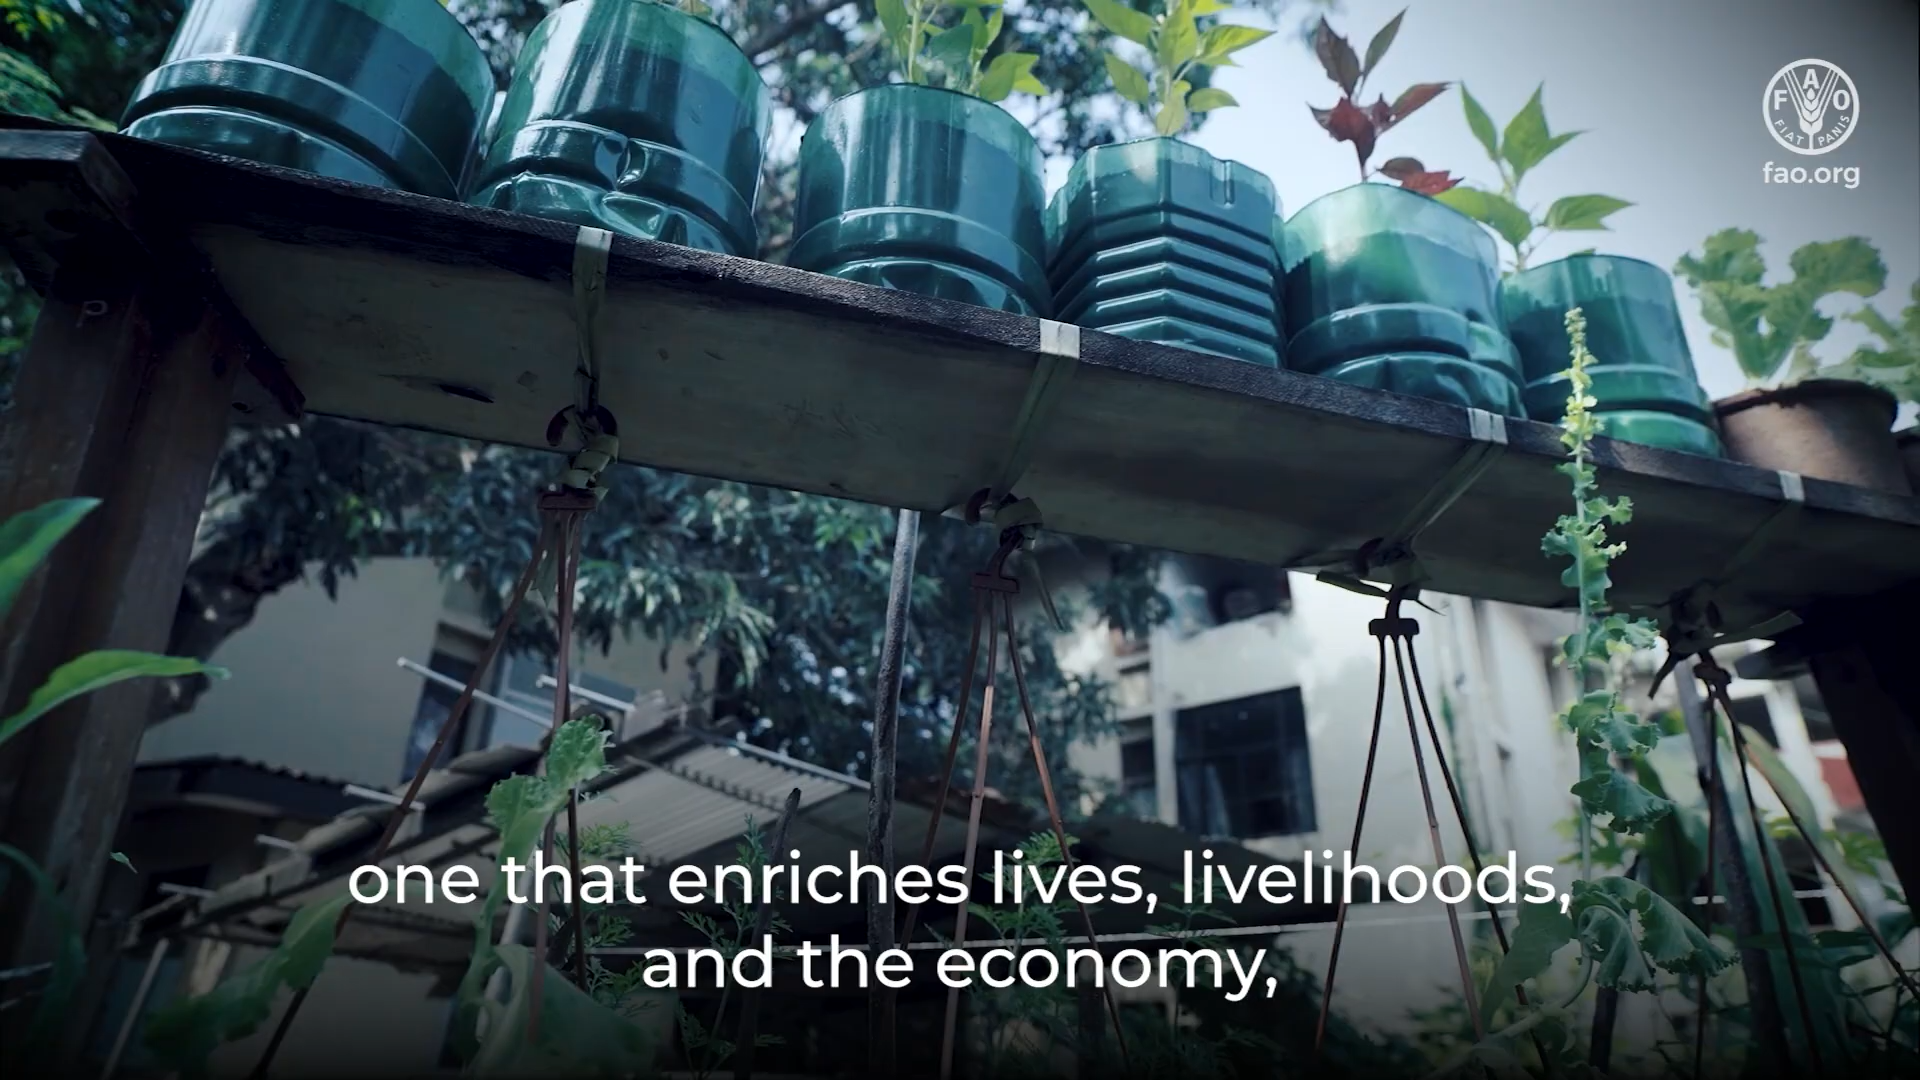 F A O
FIAT PANIS
fao.org
one that enriches lives, livelihoods,
and the economy,